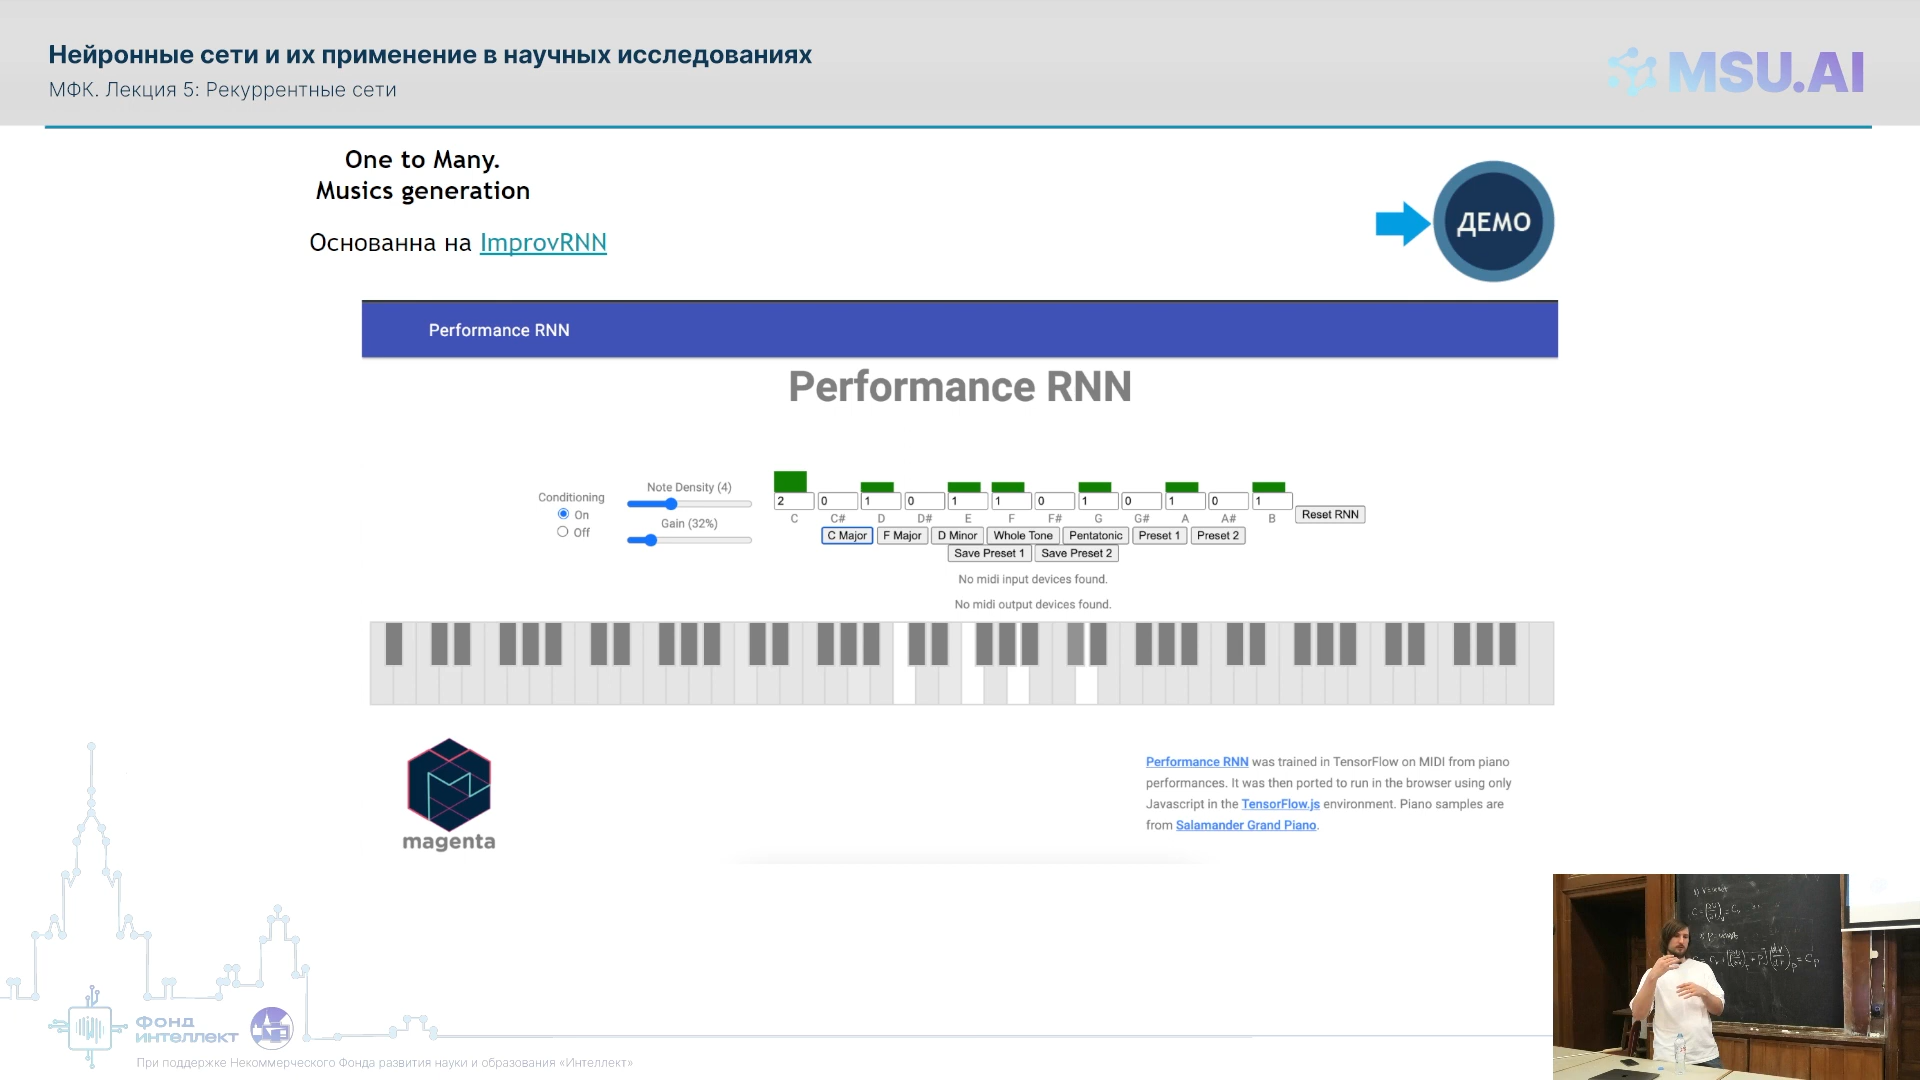 Нейронные сети и их применение в научных исследованиях
МФК. Лекция 5: Рекуррентные сети
MSU.AI
One to Many.
Musics generation
Основанна на ImprovRNN
ДЕМО
Performance RNN
Performance RNN
Conditioning
On
Off
Note Density (4)
Gain (32%)
2 0 1 0 1 1 0 1 0 1 0 1
C C# D D# E F F# G G# A A# B
Reset RNN
C Major F Major D Minor Whole Tone Pentatonic Preset 1 Preset 2
Save Preset 1 Save Preset 2
No midi input devices found.
No midi output devices found.
magenta
Performance RNN was trained in TensorFlow on MIDI from piano
performances. It was then ported to run in the browser using only
Javascript in the TensorFlow.js environment. Piano samples are
from Salamander Grand Piano.
ФОНД
ИНТЕЛЛЕКТ
При поддержке Некоммерческого Фонда развития науки и образования «Интеллект»